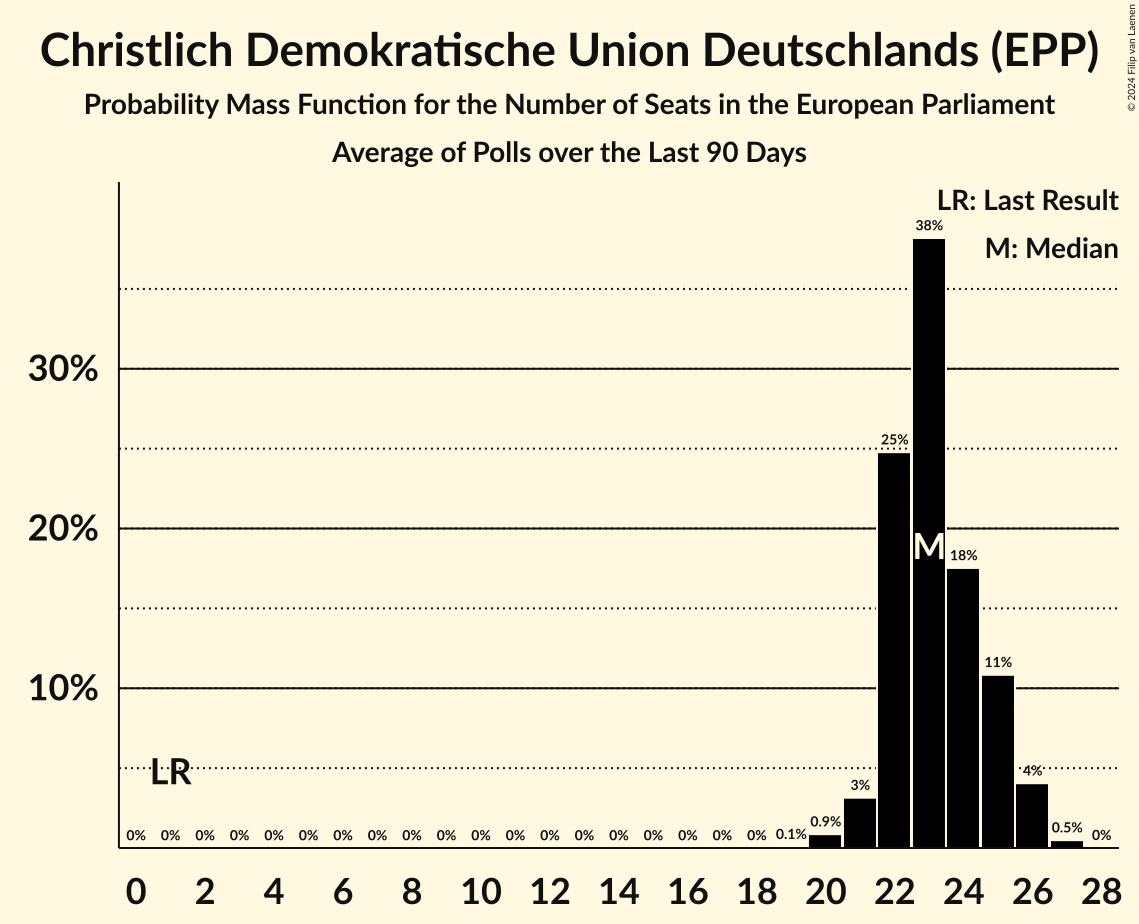 Christlich Demokratische Union Deutschlands (EPP)
Probability Mass Function for the Number of Seats in the European Parliament
Average of Polls over the Last 90 Days
© 2024 Filip van Laenen
LR: Last Result
M: Median
30%
20%
10%
LR
M
0% 0% 0% 0% 0% 0% 0% 0% 0% 0% 0% 0% 0% 0% 0% 0% 0% 0% 0% 0.1% 0.9% 3% 25% 38% 18% 11% 4% 0.5% 0%
0 2 4 6 8 10 12 14 16 18 20 22 24 26 28